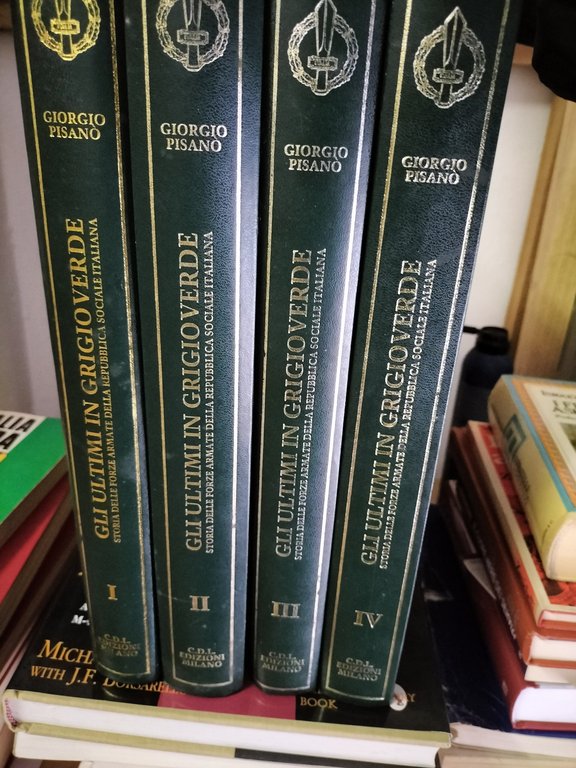 GIORGIO
PISANÒ
GLI ULTIMI IN GRIGIOVERDE
STORIA DELLE FORZE ARMATE DELLA REPUBBLICA SOCIALE ITALIANA
I
C.D.L.
EDIZIONI
MILANO
GIORGIO
PISANÒ
GLI ULTIMI IN GRIGIOVERDE
STORIA DELLE FORZE ARMATE DELLA REPUBBLICA SOCIALE ITALIANA
II
C.D.L.
EDIZIONI
MILANO
GIORGIO
PISANÒ
GLI ULTIMI IN GRIGIOVERDE
STORIA DELLE FORZE ARMATE DELLA REPUBBLICA SOCIALE ITALIANA
III
C.D.L.
EDIZIONI
MILANO
GIORGIO
PISANÒ
GLI ULTIMI IN GRIGIOVERDE
STORIA DELLE FORZE ARMATE DELLA REPUBBLICA SOCIALE ITALIANA
IV
C.D.L.
EDIZIONI
MILANO
WITH J.F.
BOOK